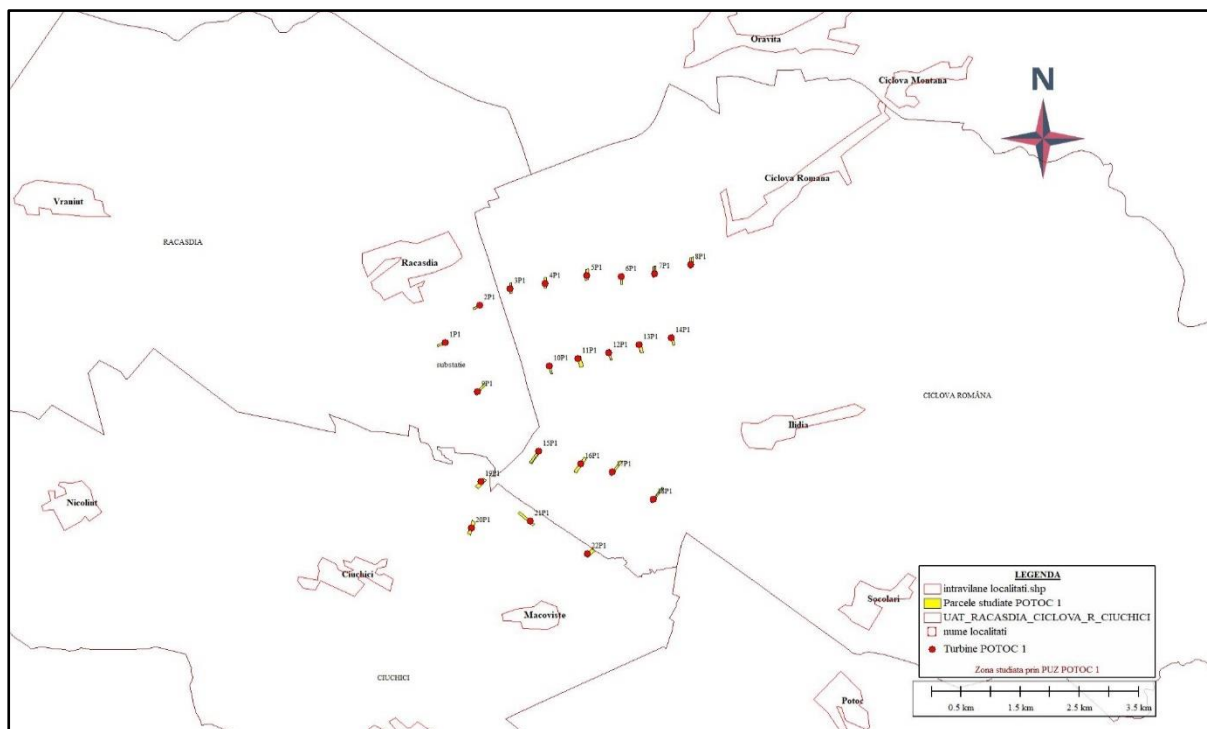 Oravita
Ciclova Montana
N
Ciclova Romana
Vraniut
RACASDIA
Racasdia
8P1
7P1
6P1
5P1
4P1
3P1
2P1
1P1
substatie
14P1
13P1
12P1
11P1
10P1
9P1
CICLOVA ROMÂNA
Ilidia
15P1
16P1
17P1
18P1
19P1
Nicolint
20P1
21P1
22P1
Ciuchici
Macoviste
Socolari
CIUCHICI
Potoc
LEGENDA
intravilane localitati.shp
Parcele studiate POTOC 1
UAT_RACASDIA_CICLOVA_R_CIUCHICI
nume localitati
Turbine POTOC 1
Zona studiata prin PUZ POTOC 1
0.5 km 1.5 km 2.5 km 3.5 km